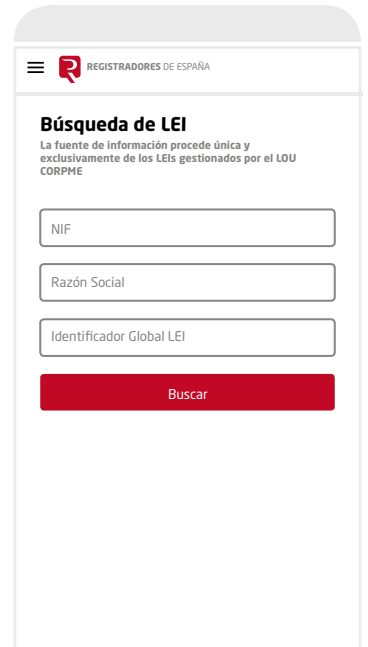 REGISTRADORES DE ESPAÑA
Búsqueda de LEI
La fuente de información procede única y
exclusivamente de los LEIs gestionados por el LOU
CORPME
NIF
Razón Social
Identificador Global LEI
Buscar